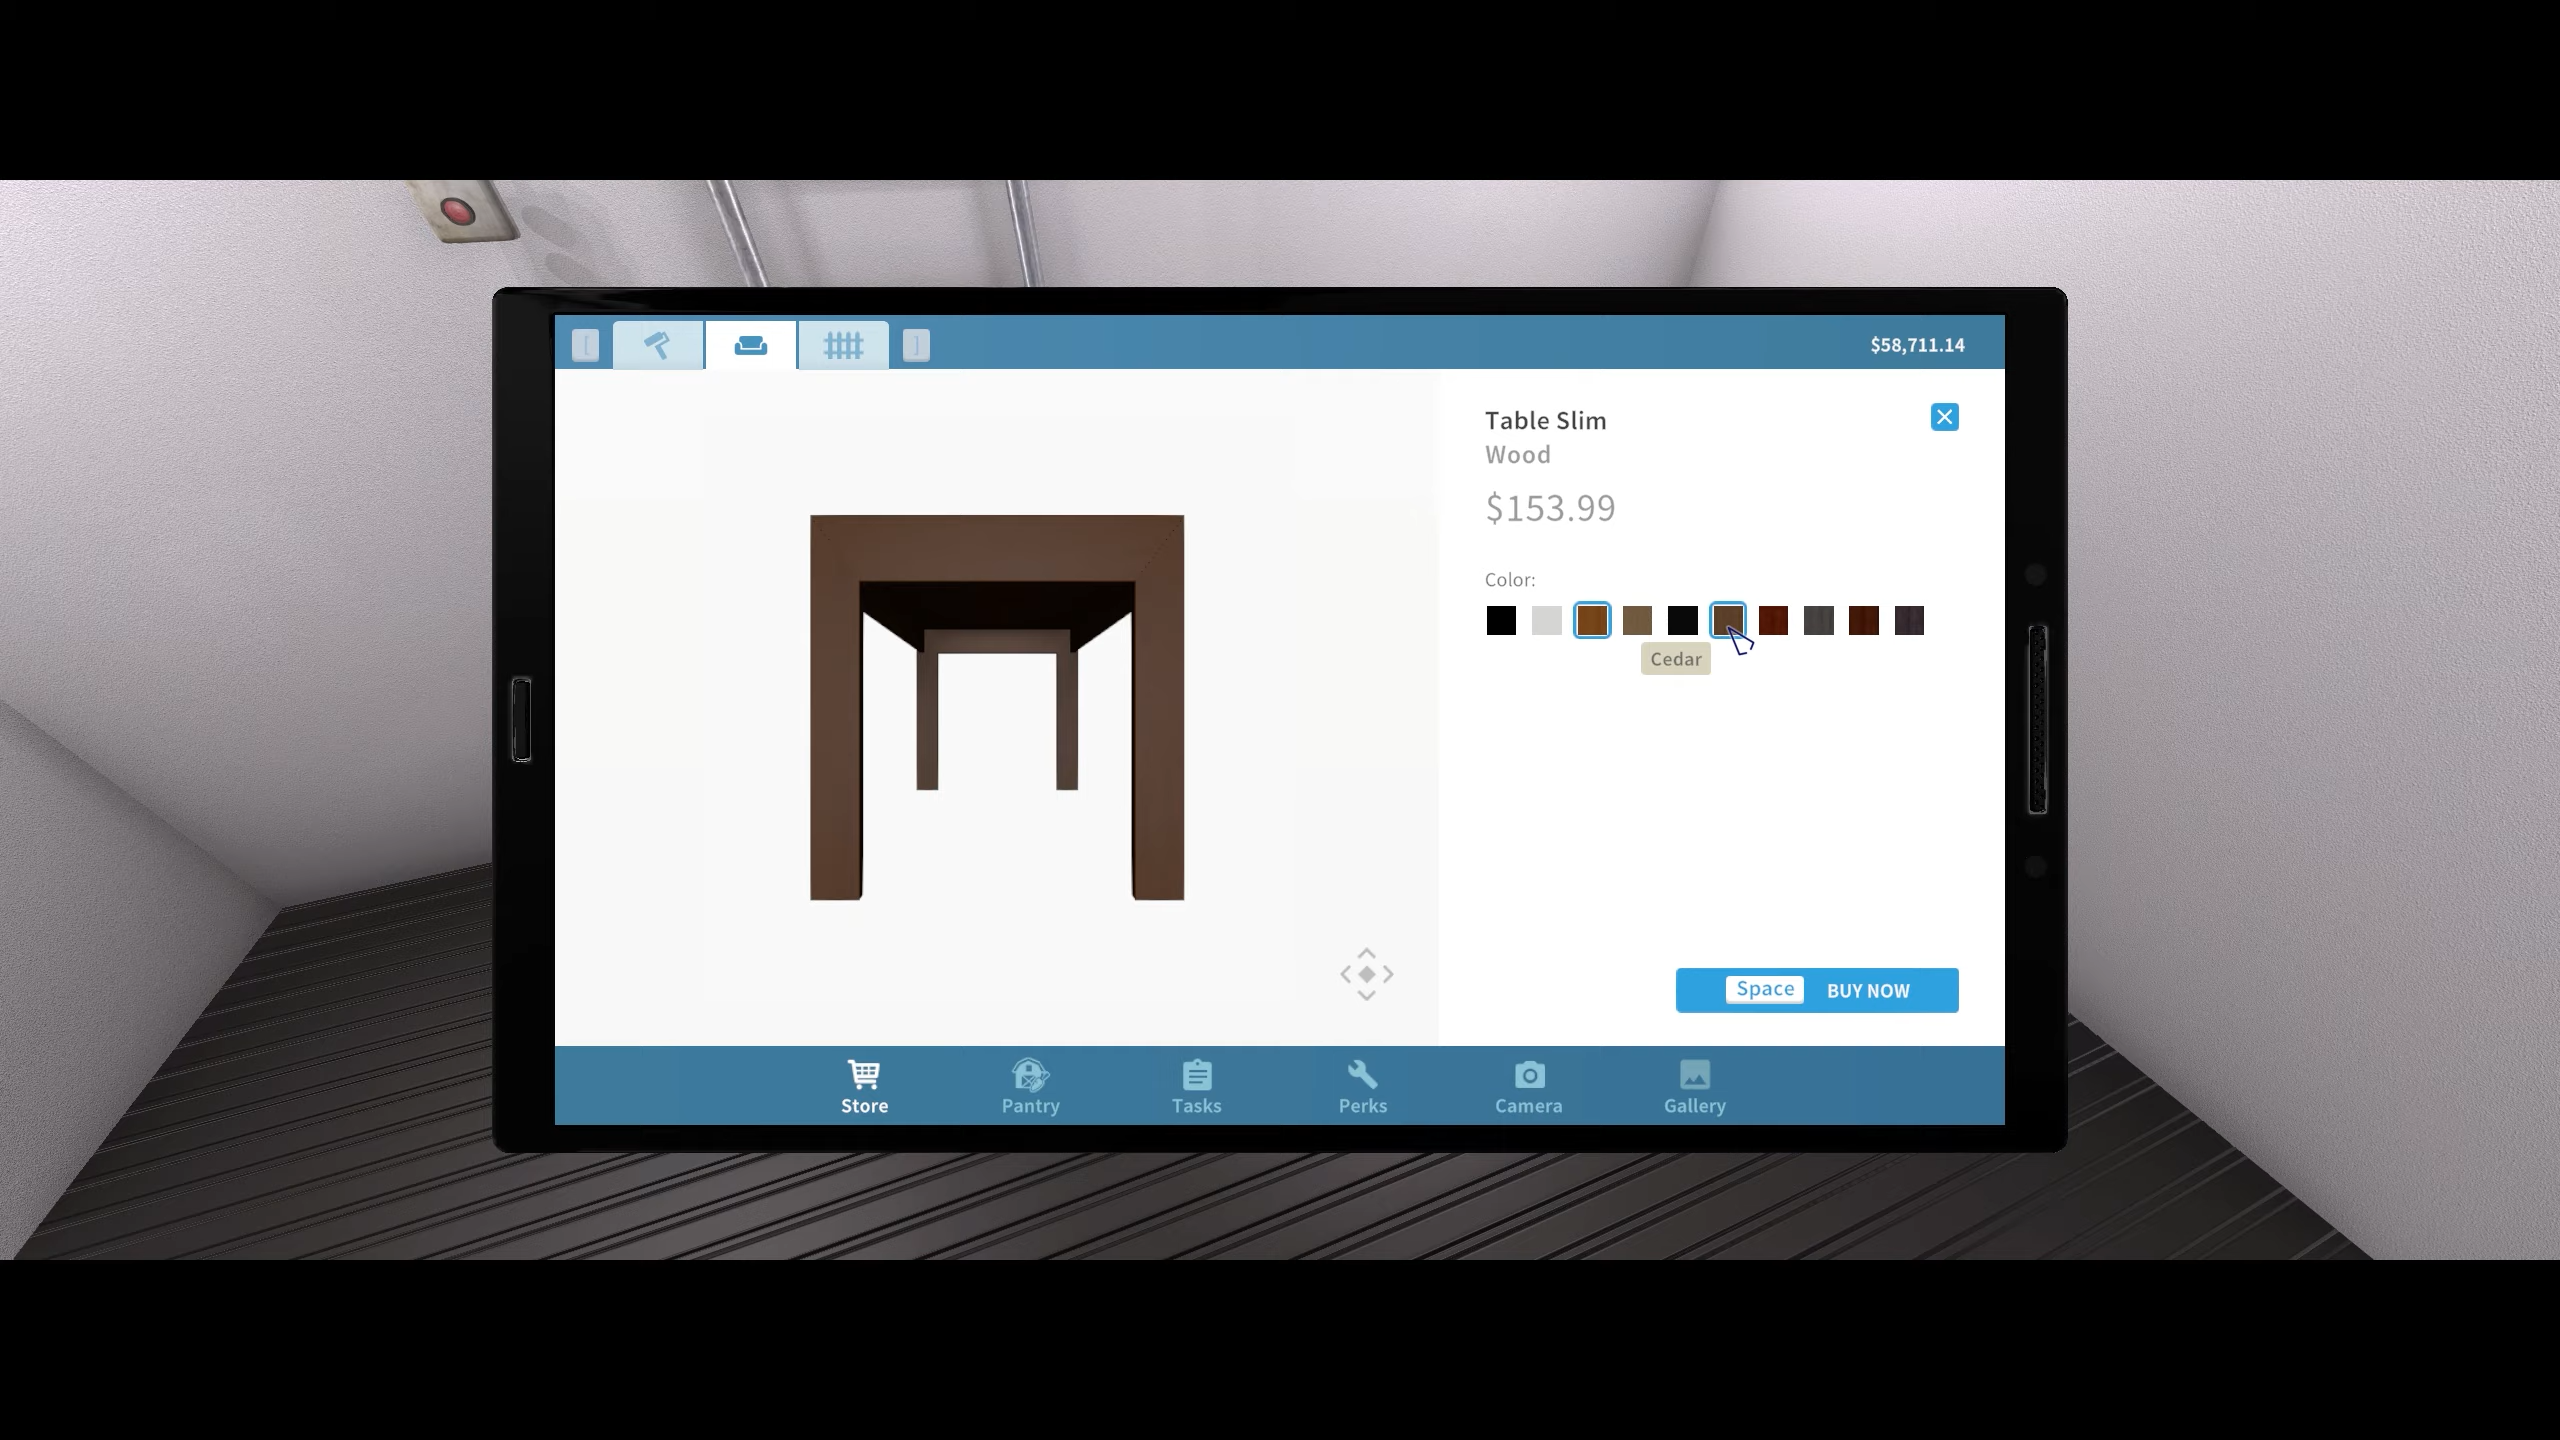 [
]
$58,711.14
Table Slim
Wood
$153.99
Color:
Cedar
Space BUY NOW
Store Pantry Tasks Perks Camera Gallery